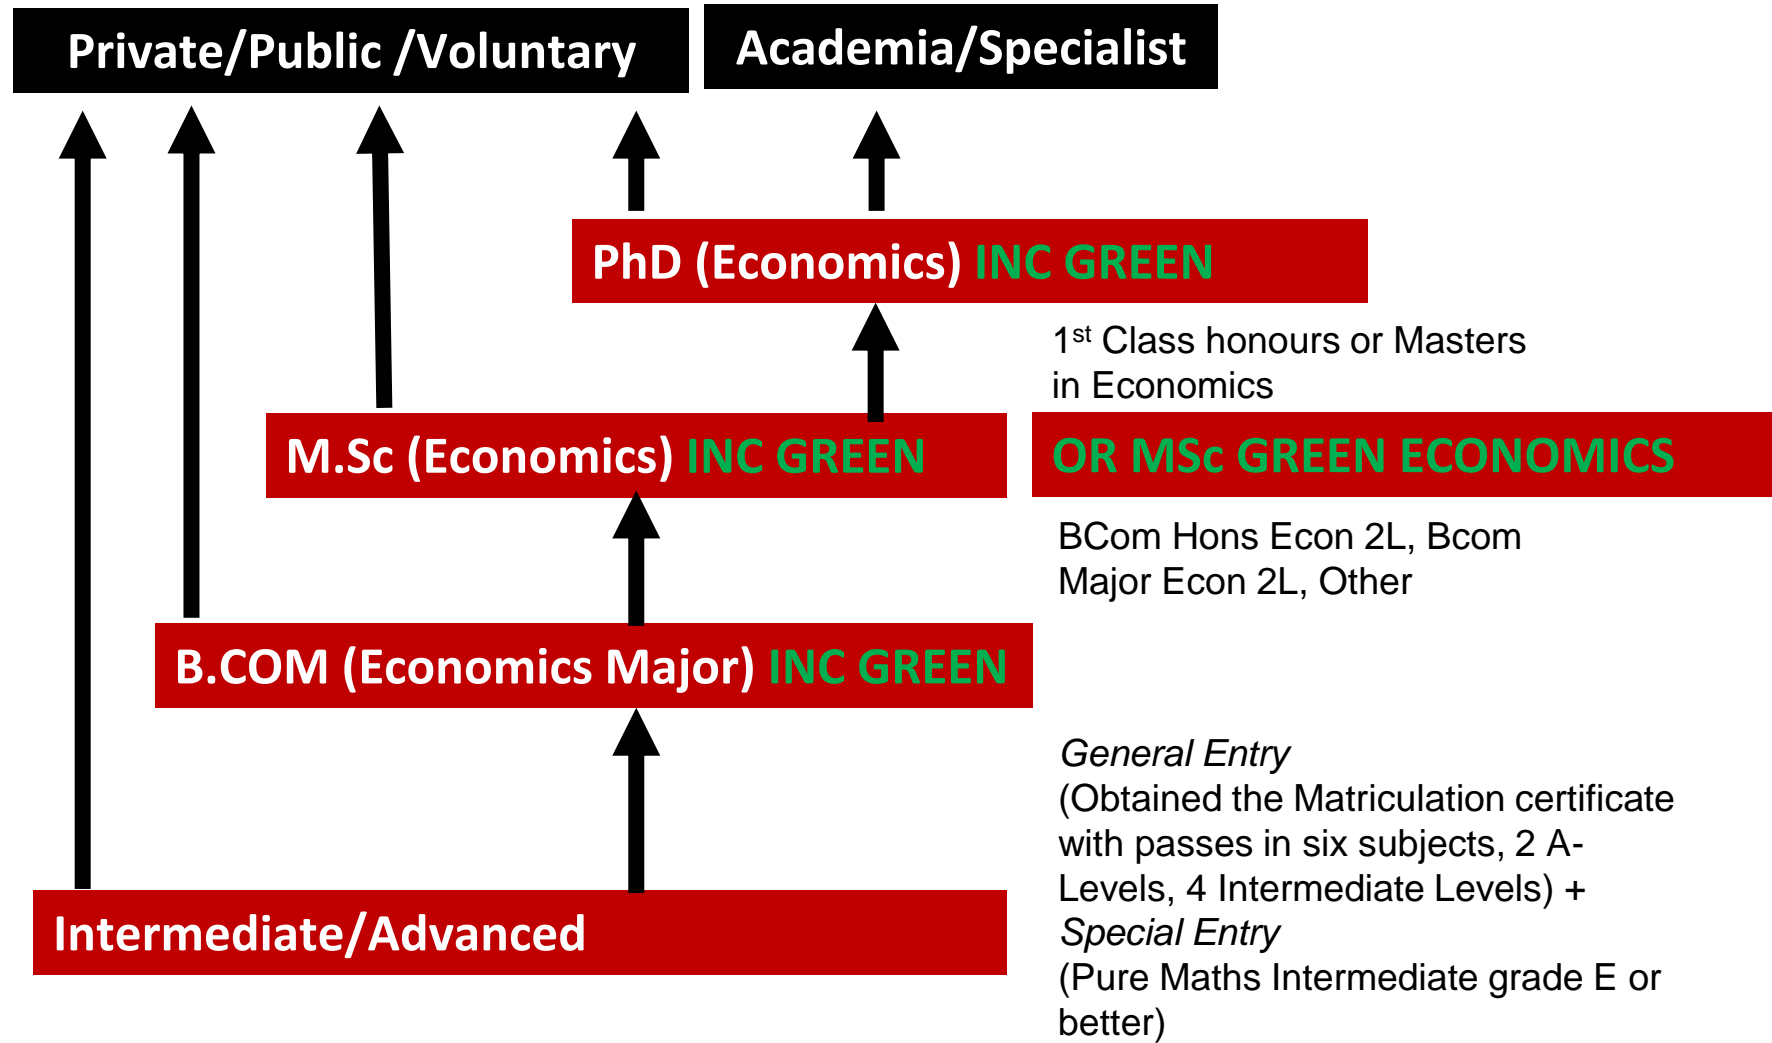 Private/Public /Voluntary
Academia/Specialist
PhD (Economics) INC GREEN
1st Class honours or Masters
in Economics
M.Sc (Economics) INC GREEN
OR MSc GREEN ECONOMICS
BCom Hons Econ 2L, Bcom
Major Econ 2L, Other
B.COM (Economics Major) INC GREEN
General Entry
(Obtained the Matriculation certificate
with passes in six subjects, 2 A-
Levels, 4 Intermediate Levels) +
Special Entry
(Pure Maths Intermediate grade E or
better)
Intermediate/Advanced